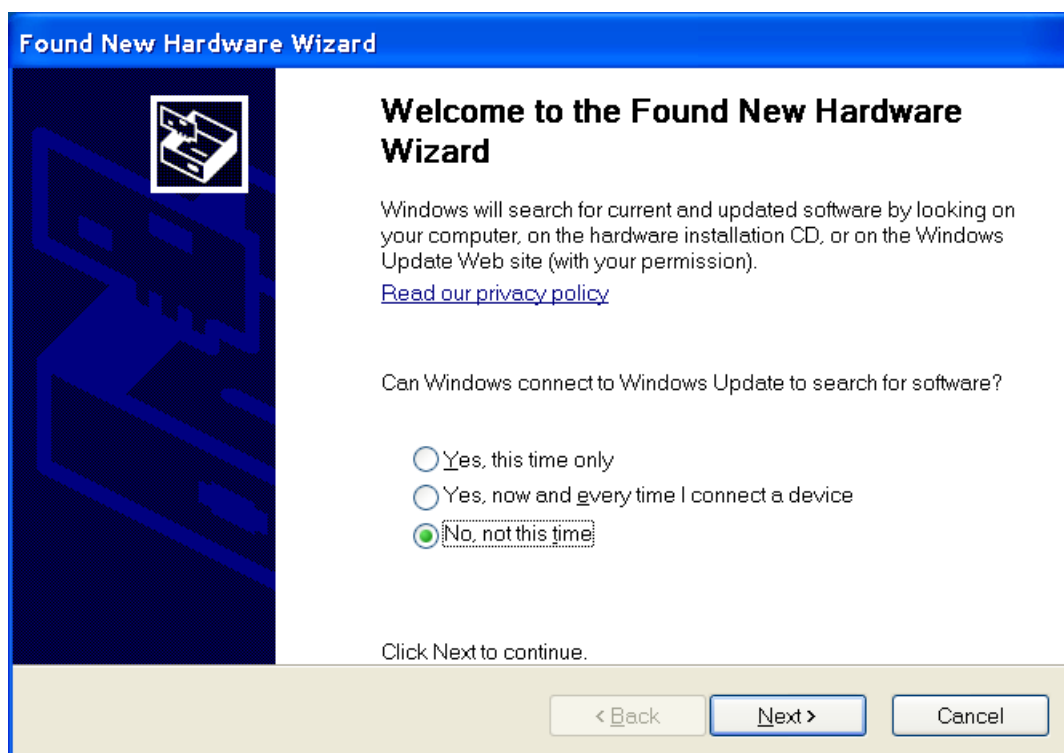 Found New Hardware Wizard
Welcome to the Found New Hardware
Wizard
Windows will search for current and updated software by looking on
your computer, on the hardware installation CD, or on the Windows
Update Web site (with your permission).
Read our privacy policy
Can Windows connect to Windows Update to search for software?
Yes, this time only
Yes, now and every time I connect a device
No, not this time
Click Next to continue.
< Back Next > Cancel